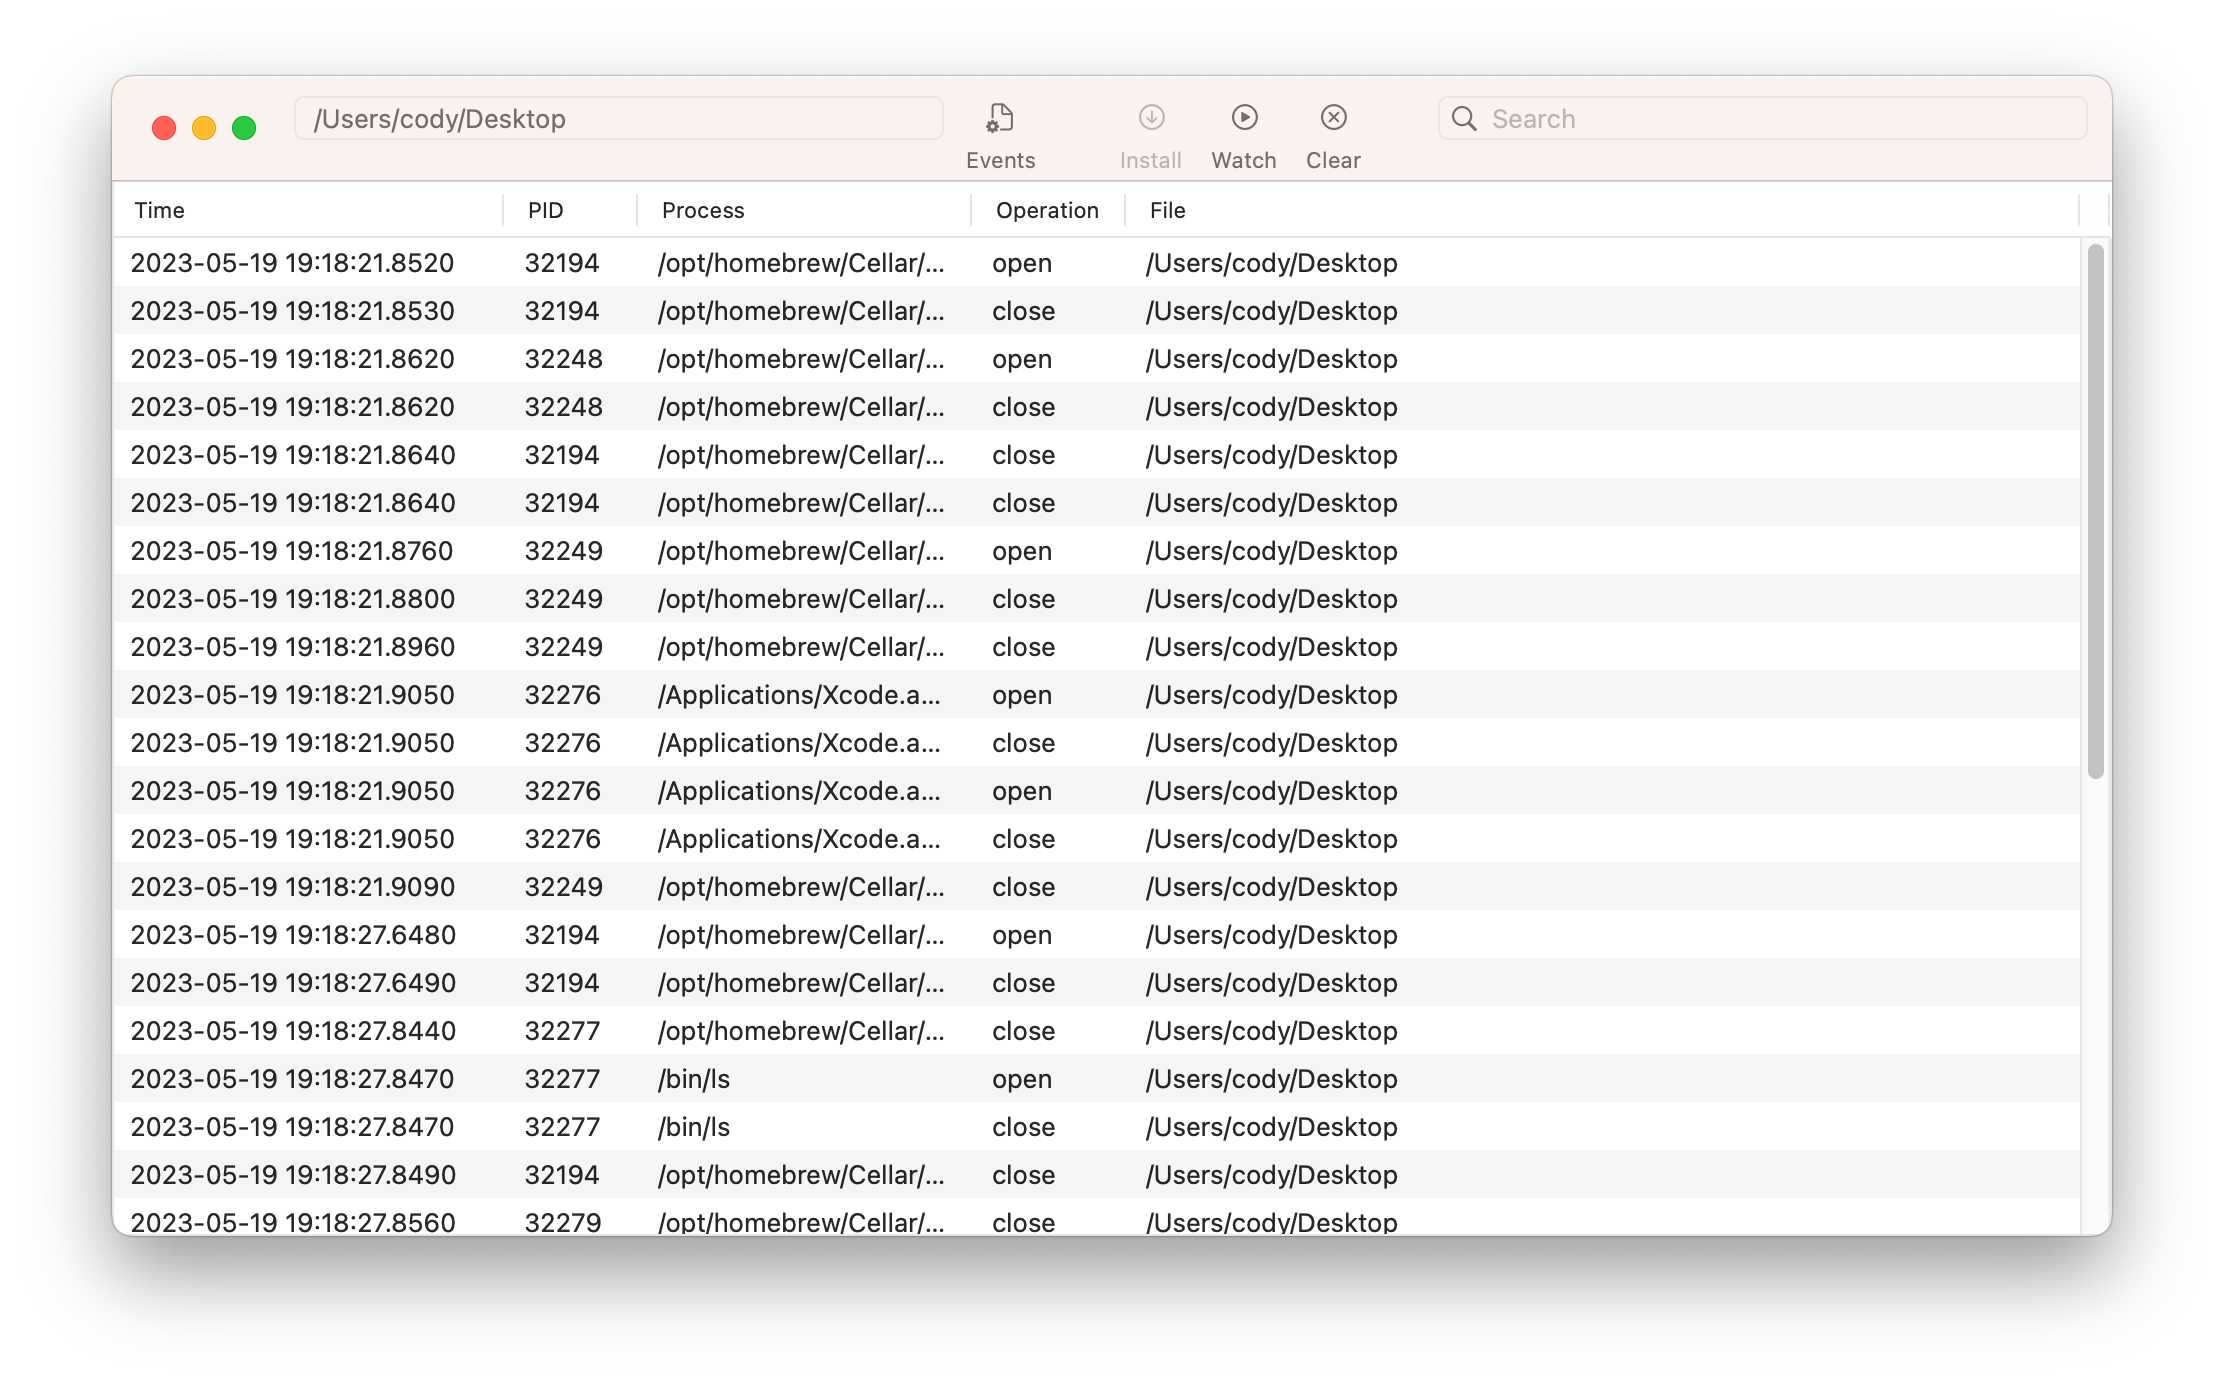 /Users/cody/Desktop
Events Install Watch Clear Search
Time PID Process Operation File
2023-05-19 19:18:21.8520 32194 /opt/homebrew/Cellar/... open /Users/cody/Desktop
2023-05-19 19:18:21.8530 32194 /opt/homebrew/Cellar/... close /Users/cody/Desktop
2023-05-19 19:18:21.8620 32248 /opt/homebrew/Cellar/... open /Users/cody/Desktop
2023-05-19 19:18:21.8620 32248 /opt/homebrew/Cellar/... close /Users/cody/Desktop
2023-05-19 19:18:21.8640 32194 /opt/homebrew/Cellar/... close /Users/cody/Desktop
2023-05-19 19:18:21.8640 32194 /opt/homebrew/Cellar/... close /Users/cody/Desktop
2023-05-19 19:18:21.8760 32249 /opt/homebrew/Cellar/... open /Users/cody/Desktop
2023-05-19 19:18:21.8800 32249 /opt/homebrew/Cellar/... close /Users/cody/Desktop
2023-05-19 19:18:21.8960 32249 /opt/homebrew/Cellar/... close /Users/cody/Desktop
2023-05-19 19:18:21.9050 32276 /Applications/Xcode.a... open /Users/cody/Desktop
2023-05-19 19:18:21.9050 32276 /Applications/Xcode.a... close /Users/cody/Desktop
2023-05-19 19:18:21.9050 32276 /Applications/Xcode.a... open /Users/cody/Desktop
2023-05-19 19:18:21.9050 32276 /Applications/Xcode.a... close /Users/cody/Desktop
2023-05-19 19:18:21.9090 32249 /opt/homebrew/Cellar/... close /Users/cody/Desktop
2023-05-19 19:18:27.6480 32194 /opt/homebrew/Cellar/... open /Users/cody/Desktop
2023-05-19 19:18:27.6490 32194 /opt/homebrew/Cellar/... close /Users/cody/Desktop
2023-05-19 19:18:27.8440 32277 /opt/homebrew/Cellar/... close /Users/cody/Desktop
2023-05-19 19:18:27.8470 32277 /bin/ls open /Users/cody/Desktop
2023-05-19 19:18:27.8470 32277 /bin/ls close /Users/cody/Desktop
2023-05-19 19:18:27.8490 32194 /opt/homebrew/Cellar/... close /Users/cody/Desktop
2023-05-19 19:18:27.8560 32279 /opt/homebrew/Cellar/... close /Users/cody/Desktop